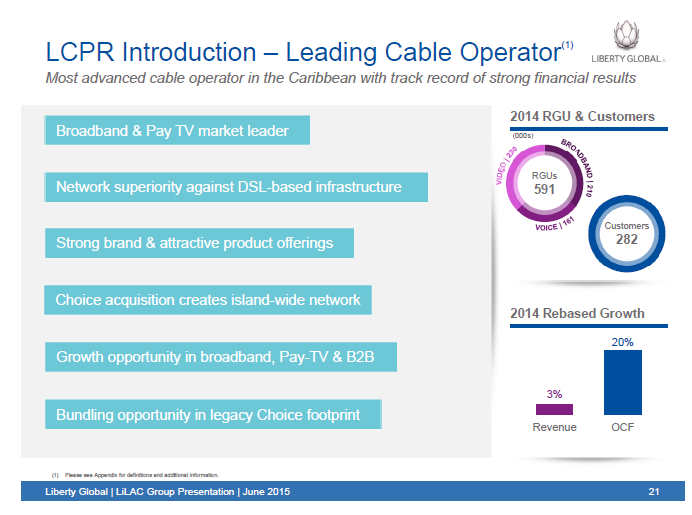 LCPR Introduction – Leading Cable Operator(1)
LIBERTY GLOBAL
Most advanced cable operator in the Caribbean with track record of strong financial results
Broadband & Pay TV market leader
Network superiority against DSL-based infrastructure
Strong brand & attractive product offerings
Choice acquisition creates island-wide network
Growth opportunity in broadband, Pay-TV & B2B
Bundling opportunity in legacy Choice footprint
2014 RGU & Customers
(000s)
VIDEO | 220
BROADBAND | 210
VOICE | 161
RGUs
591
Customers
282
2014 Rebased Growth
20%
3%
Revenue
OCF
(1) Please see Appendix for definitions and additional information.
Liberty Global | LiLAC Group Presentation | June 2015
21